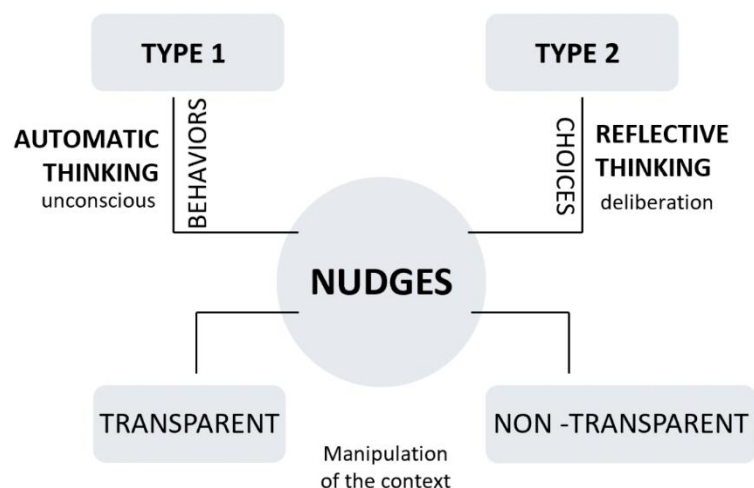 TYPE 1
TYPE 2
AUTOMATIC
THINKING
unconscious
BEHAVIORS
CHOICES
REFLECTIVE
THINKING
deliberation
NUDGES
TRANSPARENT
NON -TRANSPARENT
Manipulation
of the context